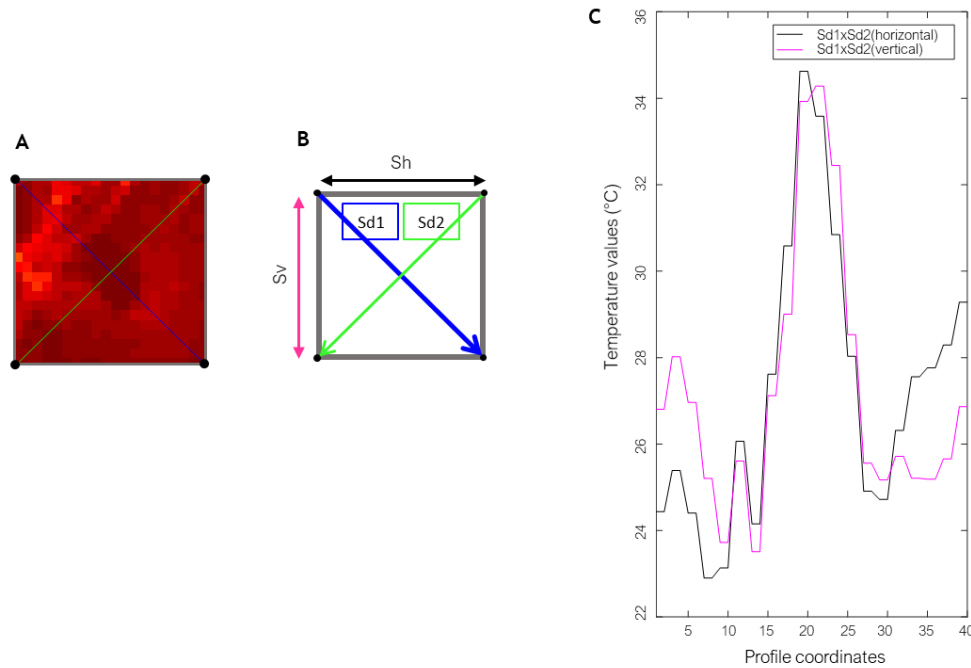 A
B
Sh
Sv
Sd1
Sd2
C
Sd1xSd2(horizontal)
Sd1xSd2(vertical)
Temperature values (°C)
36
34
32
30
28
26
24
22
5
10
15
20
25
30
35
40
Profile coordinates